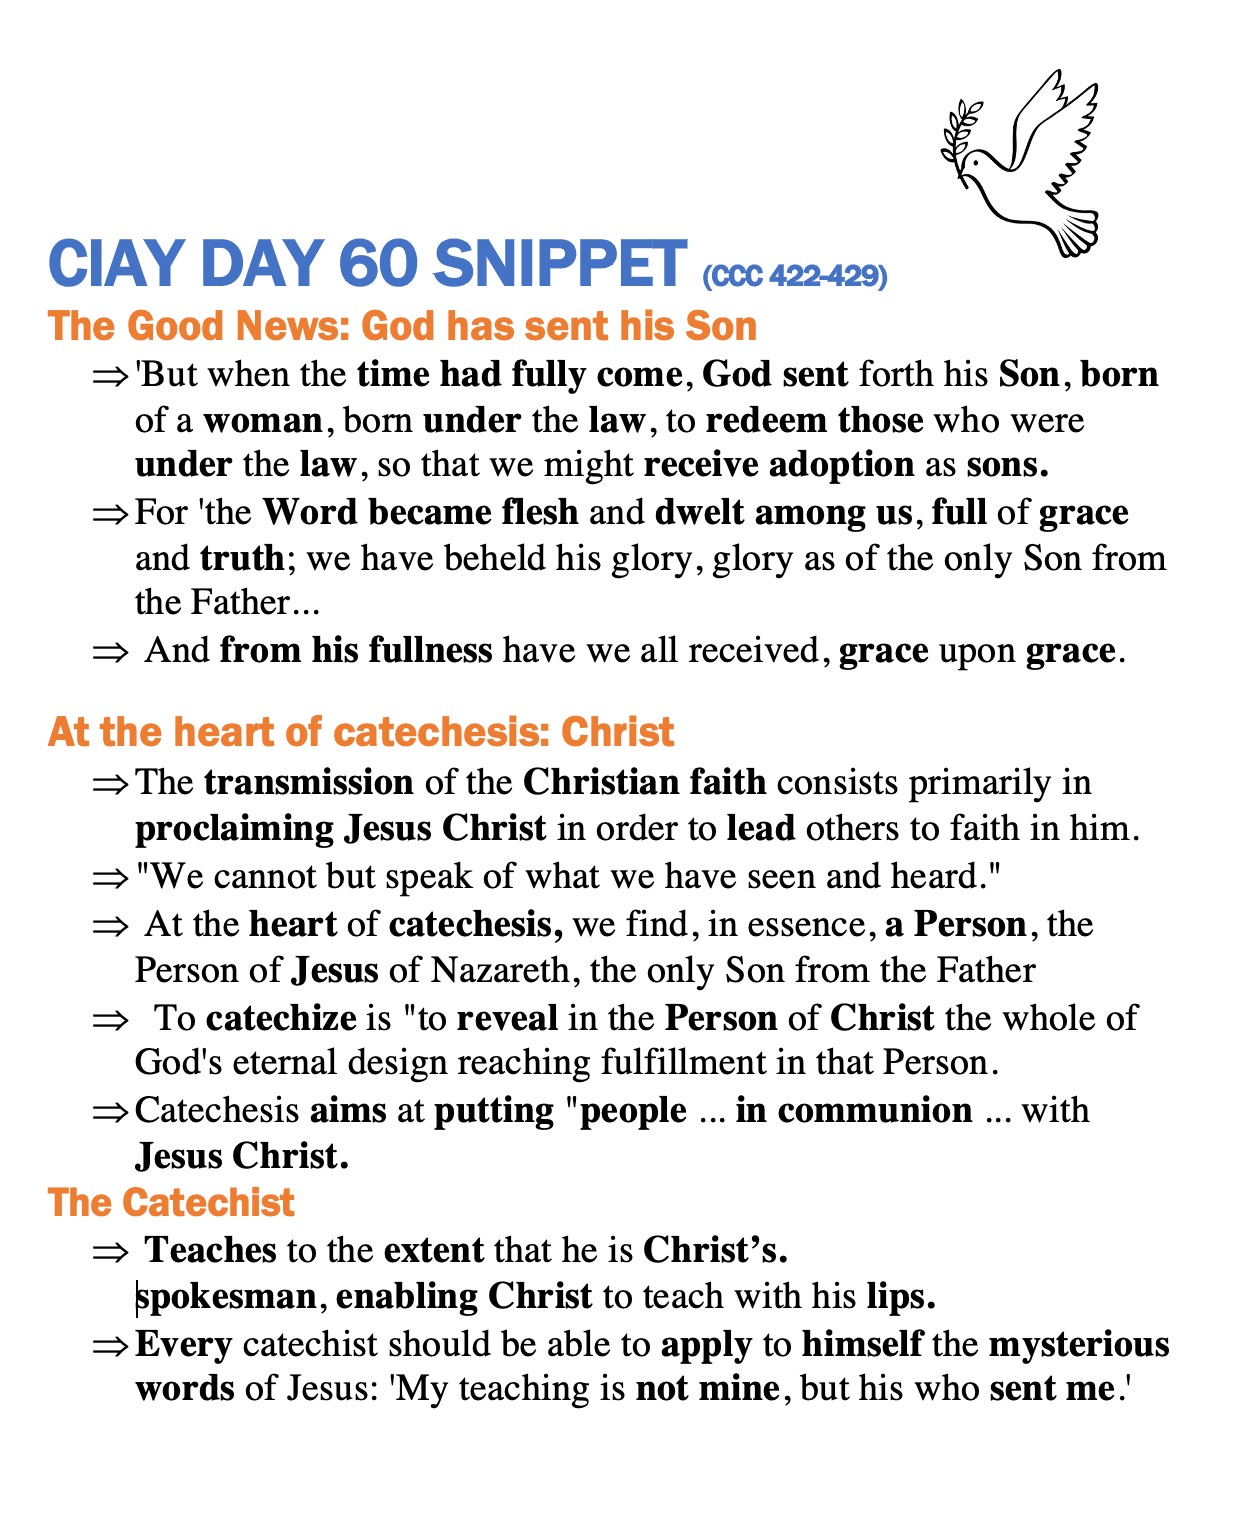 CIAY DAY 60 SNIPPET (CCC 422-429)
The Good News: God has sent his Son
⇒ 'But when the time had fully come, God sent forth his Son, born
of a woman, born under the law, to redeem those who were
under the law, so that we might receive adoption as sons.
⇒ For 'the Word became flesh and dwelt among us, full of grace
and truth; we have beheld his glory, glory as of the only Son from
the Father...
⇒ And from his fullness have we all received, grace upon grace.
At the heart of catechesis: Christ
⇒ The transmission of the Christian faith consists primarily in
proclaiming Jesus Christ in order to lead others to faith in him.
⇒ "We cannot but speak of what we have seen and heard."
⇒ At the heart of catechesis, we find, in essence, a Person, the
Person of Jesus of Nazareth, the only Son from the Father
⇒ To catechize is "to reveal in the Person of Christ the whole of
God's eternal design reaching fulfillment in that Person.
⇒ Catechesis aims at putting "people ... in communion ... with
Jesus Christ.
The Catechist
⇒ Teaches to the extent that he is Christ’s.
spokesman, enabling Christ to teach with his lips.
⇒ Every catechist should be able to apply to himself the mysterious
words of Jesus: 'My teaching is not mine, but his who sent me.'